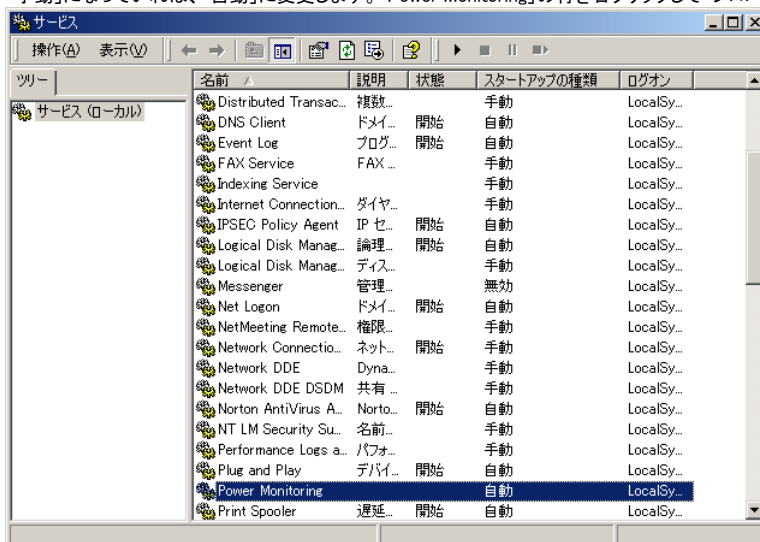 サービス
操作(A) 表示(V)
ツリー
サービス (ローカル)
名前 説明 状態 スタートアップの種類 ログオン
Distributed Transac... 複数... 手動 LocalSy...
DNS Client ドメイ... 開始 自動 LocalSy...
Event Log ログ... 開始 自動 LocalSy...
FAX Service FAX ... 手動 LocalSy...
Indexing Service 手動 LocalSy...
Internet Connection... ダイヤ... 手動 LocalSy...
IPSEC Policy Agent IP セ... 開始 自動 LocalSy...
Logical Disk Manag... 論理... 開始 自動 LocalSy...
Logical Disk Manag... ディス... 手動 LocalSy...
Messenger 管理... 無効 LocalSy...
Net Logon ドメイ... 開始 自動 LocalSy...
NetMeeting Remote... 権限... 手動 LocalSy...
Network Connectio... ネット... 開始 手動 LocalSy...
Network DDE Dyna... 手動 LocalSy...
Network DDE DSDM 共有 ... 手動 LocalSy...
Norton AntiVirus A... Norto... 開始 自動 LocalSy...
NT LM Security Su... 名前... 手動 LocalSy...
Performance Logs a... パフォ... 手動 LocalSy...
Plug and Play デバイ... 開始 自動 LocalSy...
Power Monitoring 自動 LocalSy...
Print Spooler 遅延... 開始 自動 LocalSy...